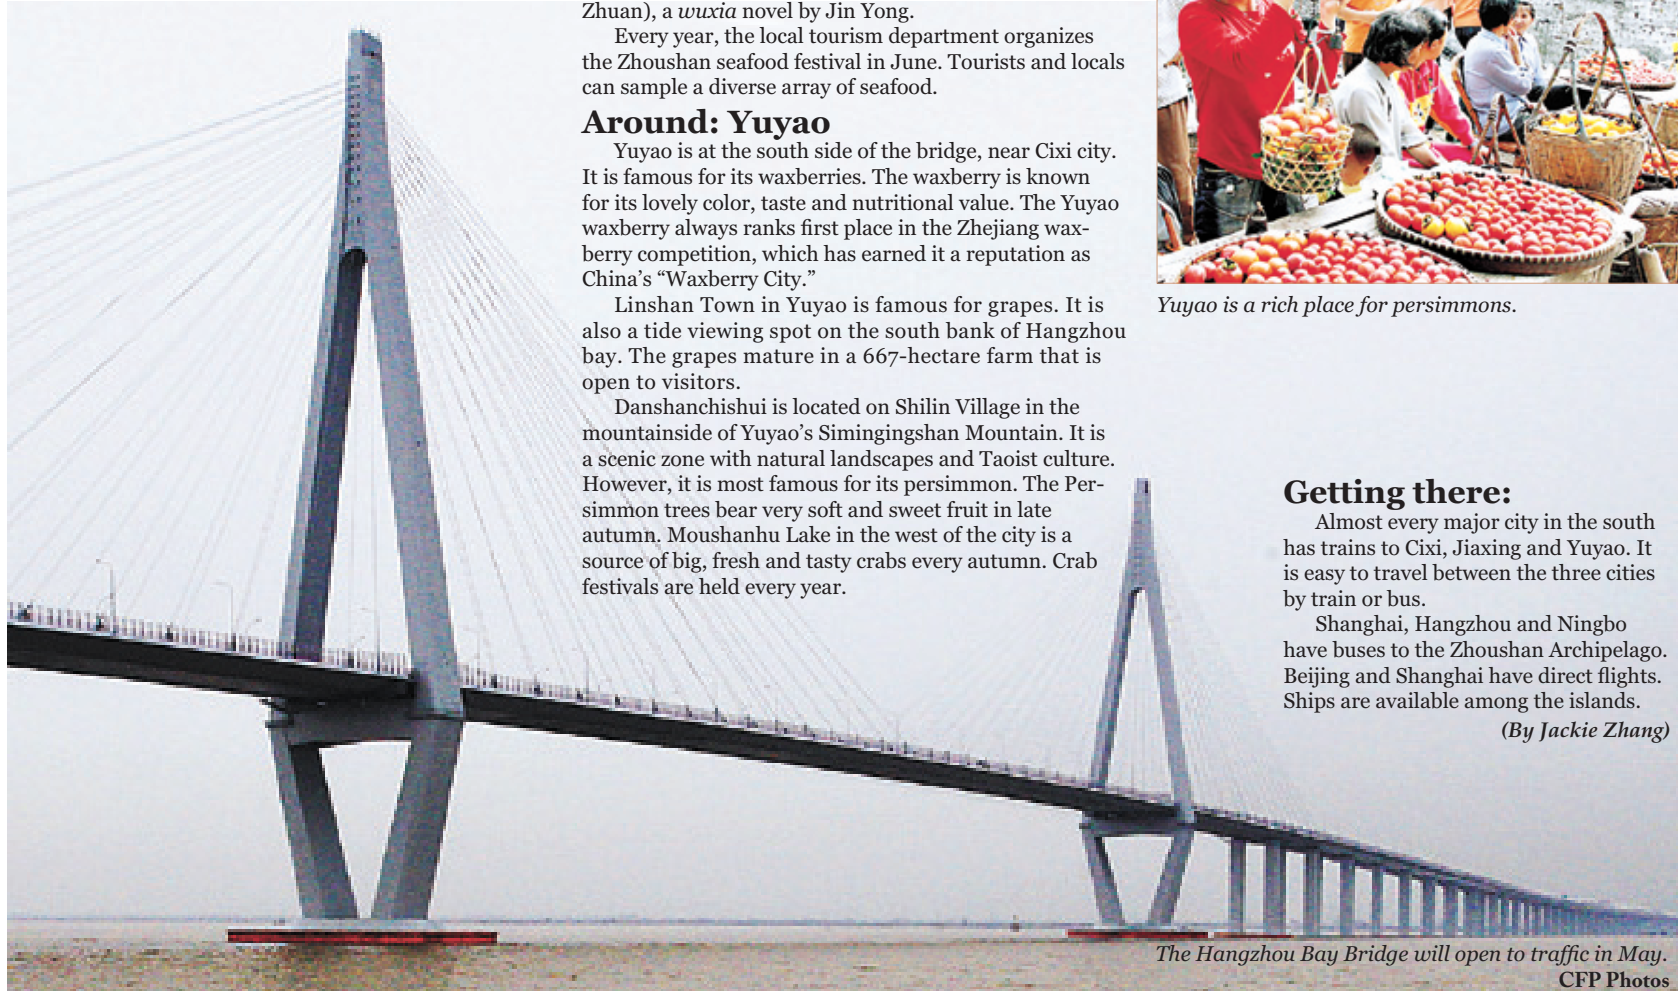 Zhuan), a wuxia novel by Jin Yong.
Every year, the local tourism department organizes
the Zhoushan seafood festival in June. Tourists and locals
can sample a diverse array of seafood.
Around: Yuyao
Yuyao is at the south side of the bridge, near Cixi city.
It is famous for its waxberries. The waxberry is known
for its lovely color, taste and nutritional value. The Yuyao
waxberry always ranks first place in the Zhejiang wax-
berry competition, which has earned it a reputation as
China’s “Waxberry City.”
Linshan Town in Yuyao is famous for grapes. It is
also a tide viewing spot on the south bank of Hangzhou
bay. The grapes mature in a 667-hectare farm that is
open to visitors.
Danshanchishui is located on Shilin Village in the
mountainside of Yuyao’s Simingingshan Mountain. It is
a scenic zone with natural landscapes and Taoist culture.
However, it is most famous for its persimmon. The Per-
simmon trees bear very soft and sweet fruit in late
autumn. Moushanhu Lake in the west of the city is a
source of big, fresh and tasty crabs every autumn. Crab
festivals are held every year.
Yuyao is a rich place for persimmons.
Getting there:
Almost every major city in the south
has trains to Cixi, Jiaxing and Yuyao. It
is easy to travel between the three cities
by train or bus.
Shanghai, Hangzhou and Ningbo
have buses to the Zhoushan Archipelago.
Beijing and Shanghai have direct flights.
Ships are available among the islands.
(By Jackie Zhang)
The Hangzhou Bay Bridge will open to traffic in May.
CFP Photos